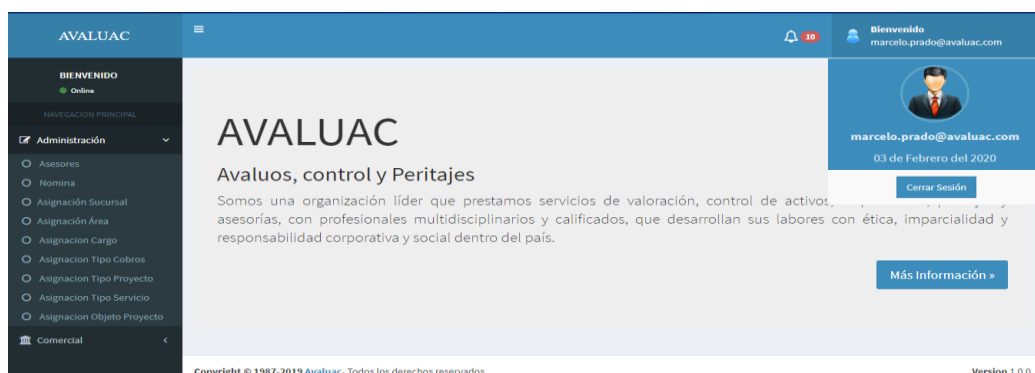 AVALUAC
10
Bienvenido
marcelo.prado@avaluac.com
BIENVENIDO
Online
NAVEGACION PRINCIPAL
Administración
Asesores
Nomina
Asignación Sucursal
Asignación Área
Asignacion Cargo
Asignacion Tipo Cobros
Asignacion Tipo Proyecto
Asignacion Tipo Servicio
Asignacion Objeto Proyecto
Comercial
marcelo.prado@avaluac.com
03 de Febrero del 2020
Cerrar Sesión
AVALUAC
Avaluos, control y Peritajes
Somos una organización líder que prestamos servicios de valoración, control de activos,
asesorías, con profesionales multidisciplinarios y calificados, que desarrollan sus labores con ética, imparcialidad y
responsabilidad corporativa y social dentro del país.
Más Información »
Copyright © 1987-2019 Avaluac. Todos los derechos reservados.
Version 1.0.0